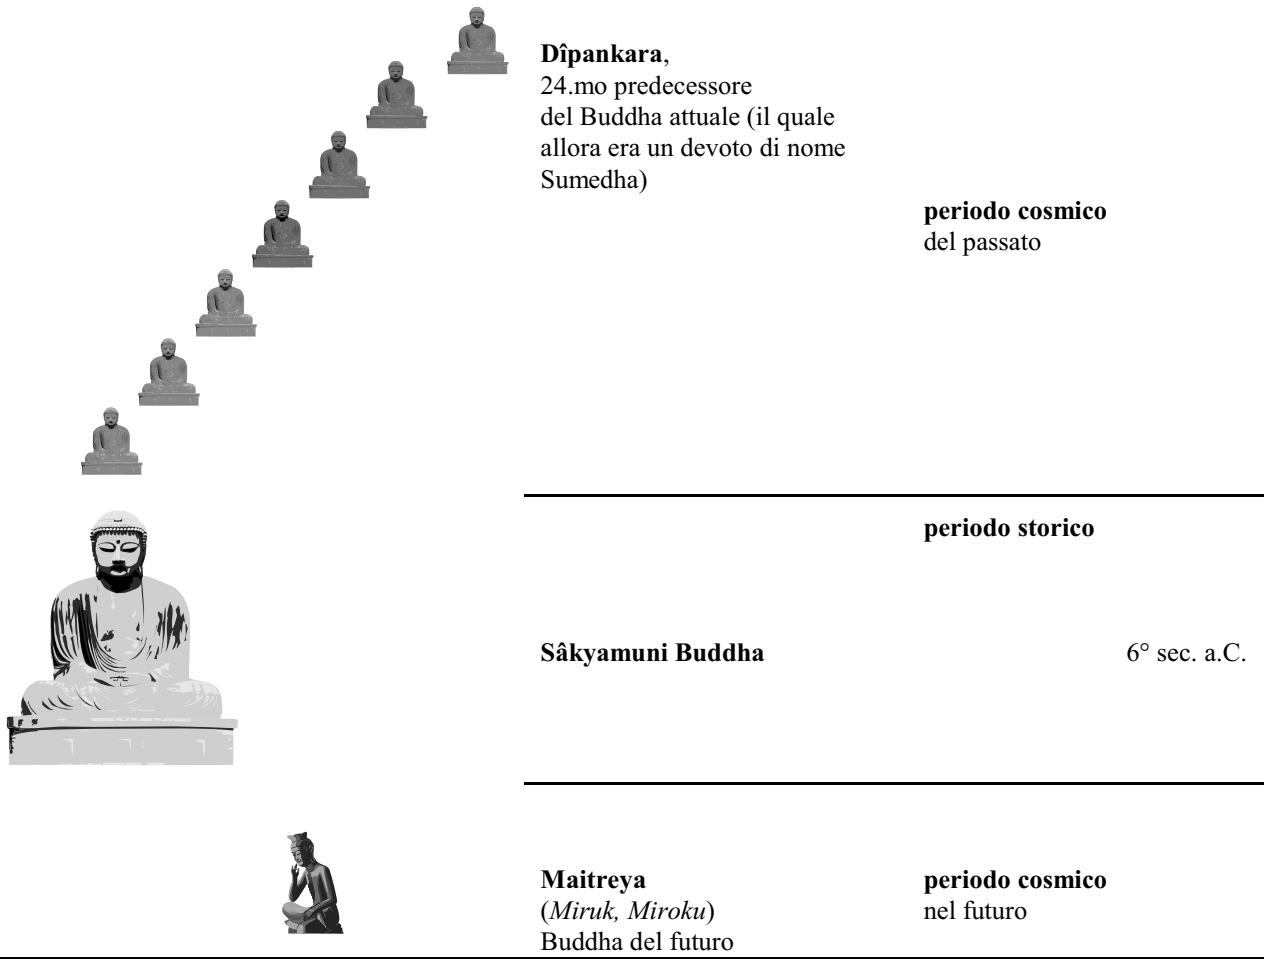 Dîpankara,
24.mo predecessore
del Buddha attuale (il quale
allora era un devoto di nome
Sumedha)
periodo cosmico
del passato
periodo storico
Sâkyamuni Buddha
6° sec. a.C.
Maitreya
(Miruk, Miroku)
Buddha del futuro
periodo cosmico
nel futuro